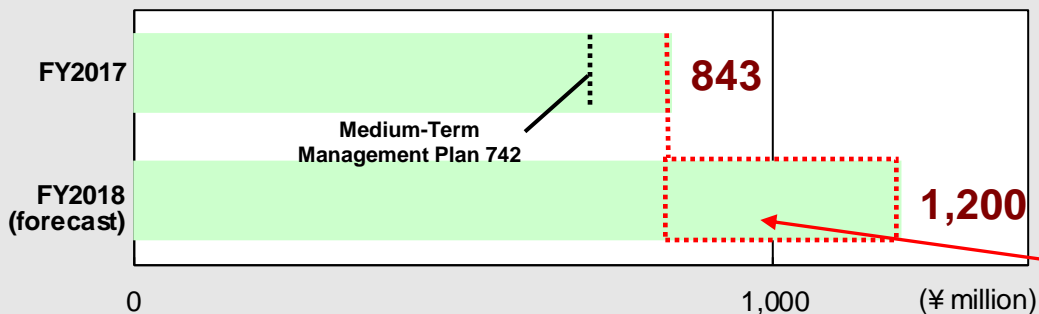 FY2017
843
Medium-Term
Management Plan 742
FY2018
(forecast)
1,200
0
1,000
(¥ million)